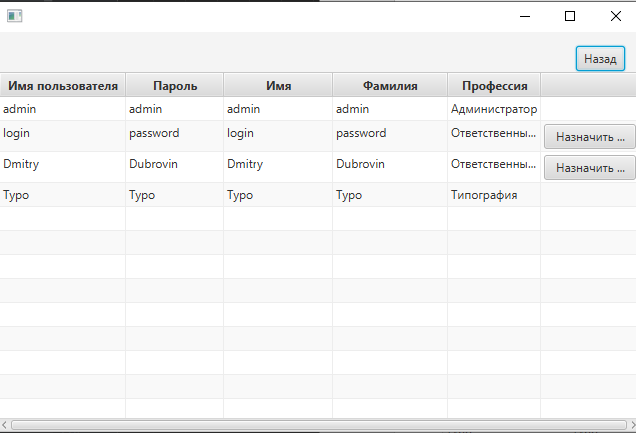 Назад
Имя пользователя Пароль Имя Фамилия Профессия
admin admin admin admin Администратор
login password login password Ответственны... Назначить ...
Dmitry Dubrovin Dmitry Dubrovin Ответственны... Назначить ...
Typo Typo Typo Typo Типография